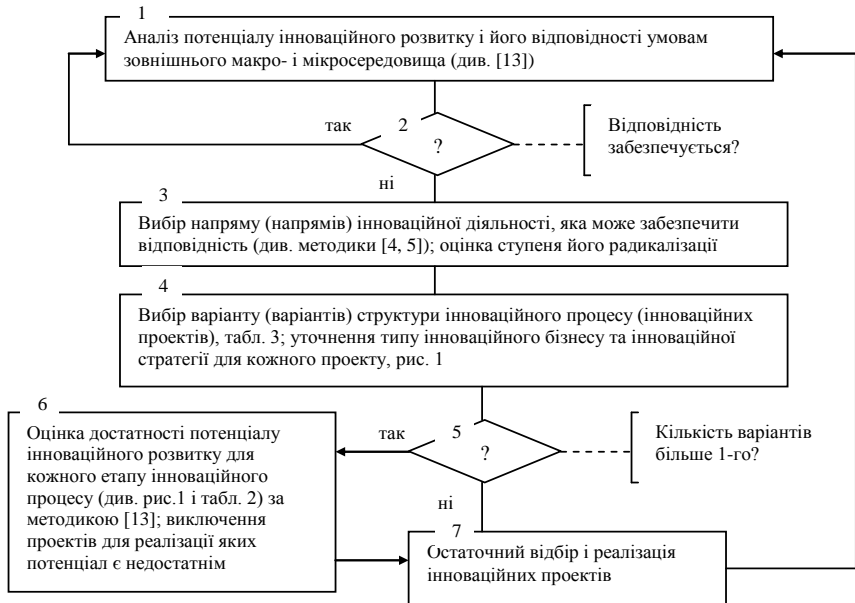 1
Аналіз потенціалу інноваційного розвитку і його відповідності умовам
зовнішнього макро- і мікросередовища (див. [13])
так
2
?
Відповідність
забезпечується?
ні
3
Вибір напряму (напрямів) інноваційної діяльності, яка може забезпечити
відповідність (див. методики [4, 5]); оцінка ступеня його радикалізації
4
Вибір варіанту (варіантів) структури інноваційного процесу (інноваційних
проектів), табл. 3; уточнення типу інноваційного бізнесу та інноваційної
стратегії для кожного проекту, рис. 1
6
Оцінка достатності потенціалу
інноваційного розвитку для
кожного етапу інноваційного
процесу (див. рис.1 і табл. 2) за
методикою [13]; виключення
проектів для реалізації яких
потенціал є недостатнім
так
5
?
Кількість варіантів
більше 1-го?
ні
7
Остаточний відбір і реалізація
інноваційних проектів